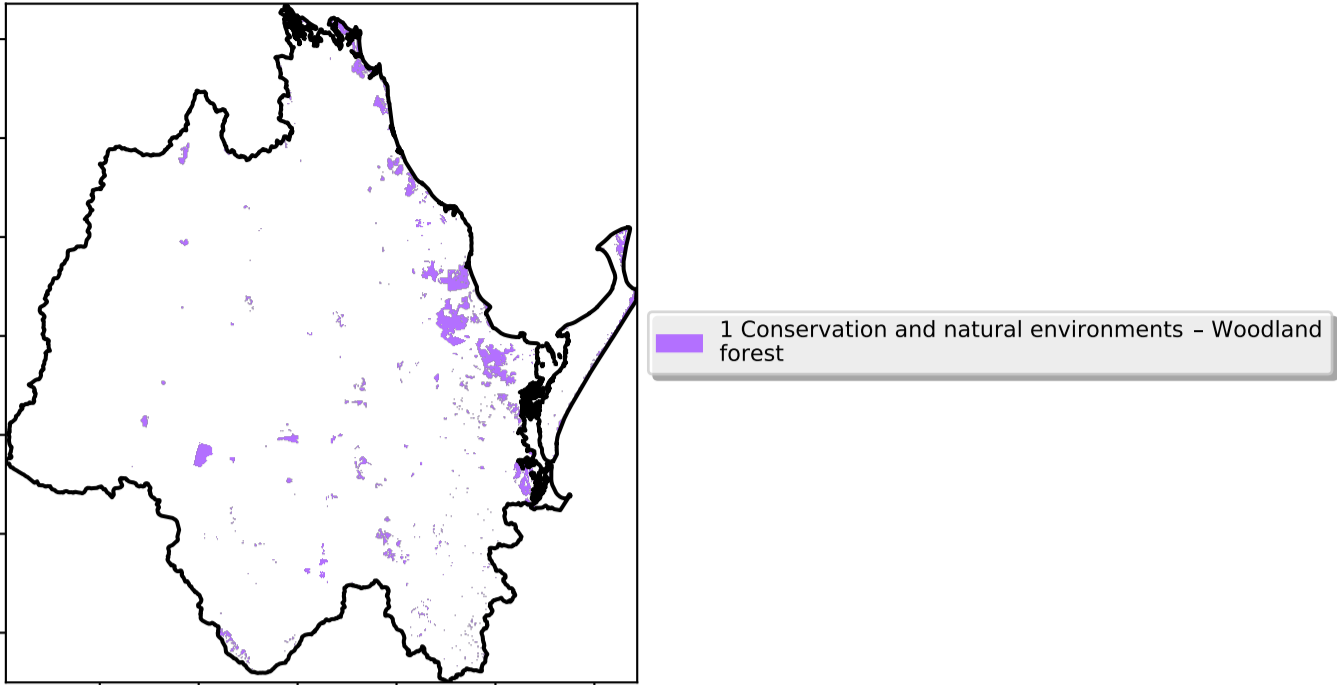 1 Conservation and natural environments – Woodland
forest